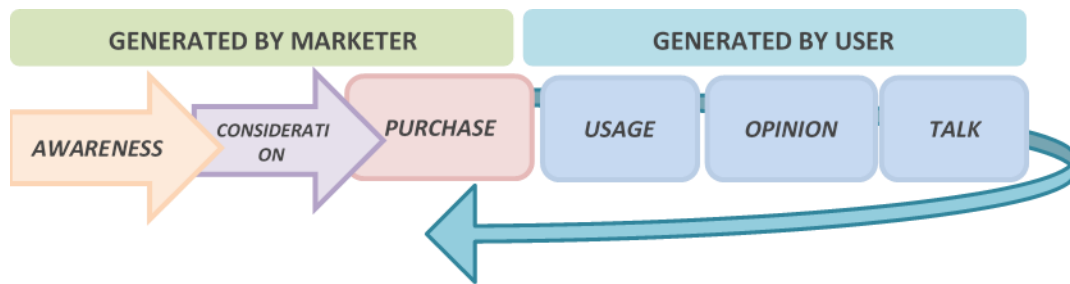 GENERATED BY MARKETER
GENERATED BY USER
AWARENESS
CONSIDERATI
ON
PURCHASE
USAGE
OPINION
TALK